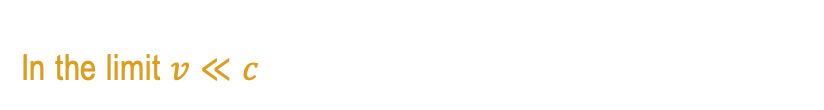 In the limit 𝑣 ≪ 𝑐